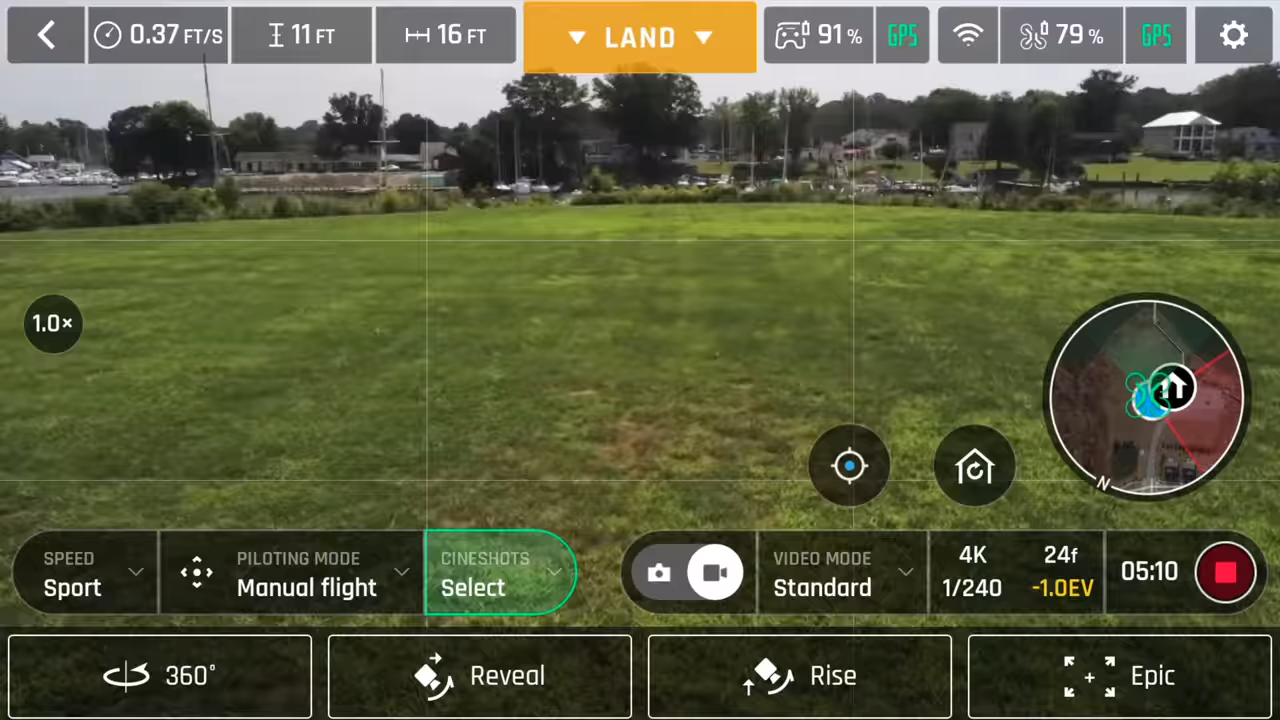 0.37 FT/S
11 FT
16 FT
LAND
91 %
GPS
79 %
GPS
1.0×
N
SPEED
Sport
PILOTING MODE
Manual flight
CINESHOTS
Select
VIDEO MODE
Standard
4K 24f
1/240 -1.0EV
05:10
360°
Reveal
Rise
Epic